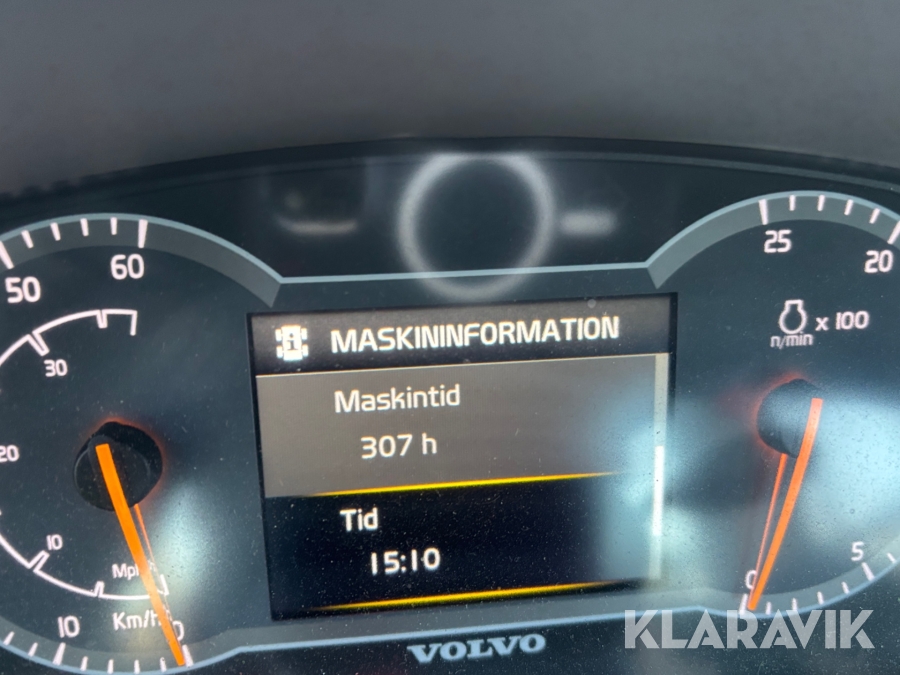 MASKININFORMATION
Maskintid
307 h
Tid
15:10
50
60
30
20
10
Mph
10
Km/h
0
25
20
x 100
n/min
5
0
VOLVO
KLARAVIK